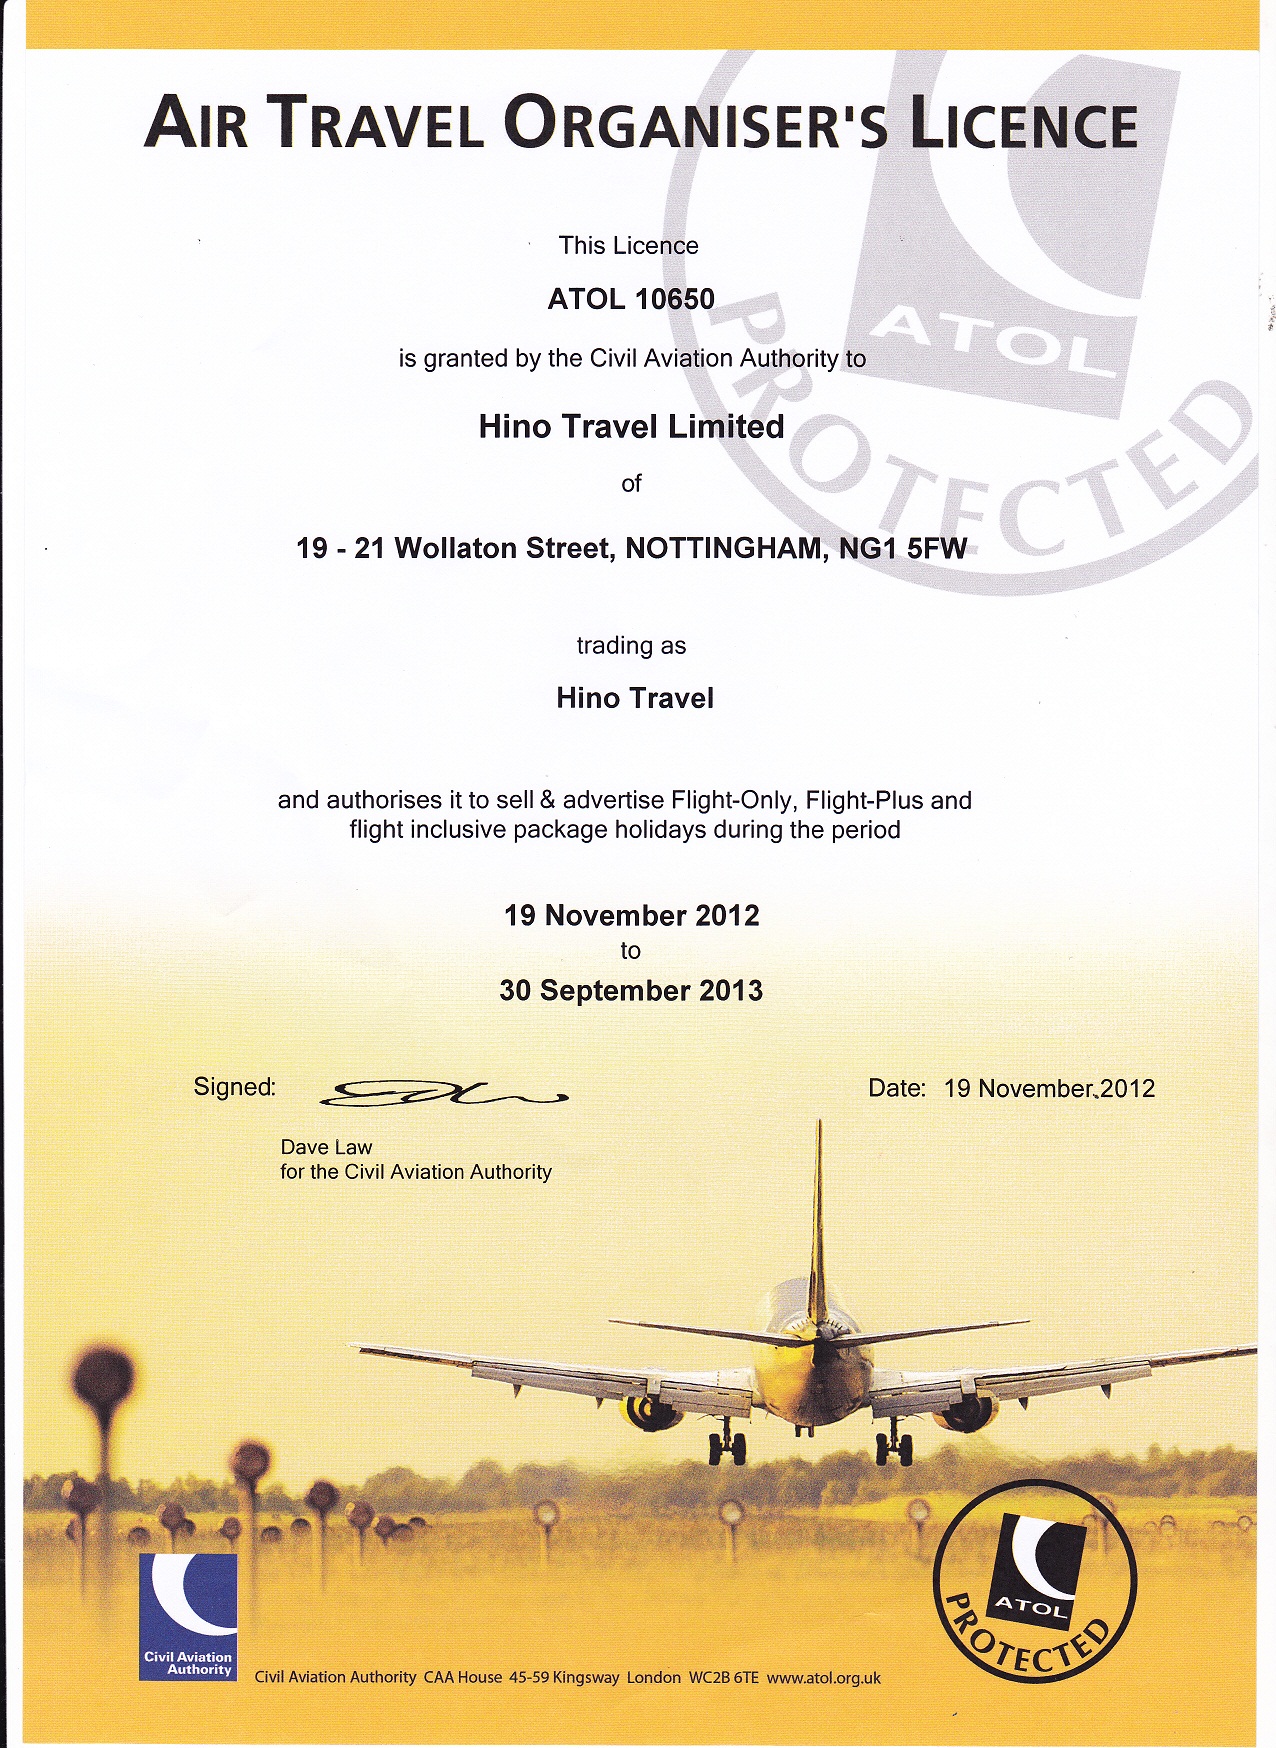 AIR TRAVEL ORGANISER'S LICENCE
This Licence
ATOL 10650
is granted by the Civil Aviation Authority to
Hino Travel Limited
of
19 - 21 Wollaton Street, NOTTINGHAM, NG1 5FW
trading as
Hino Travel
and authorises it to sell & advertise Flight-Only, Flight-Plus and
flight inclusive package holidays during the period
19 November 2012
to
30 September 2013
Signed:
Date: 19 November 2012
Dave Law
for the Civil Aviation Authority
ATOL
PROTECTED
Civil Aviation
Authority
Civil Aviation Authority CAA House 45-59 Kingsway London WC2B 6TE www.atol.org.uk
ATOL
PROTECTED